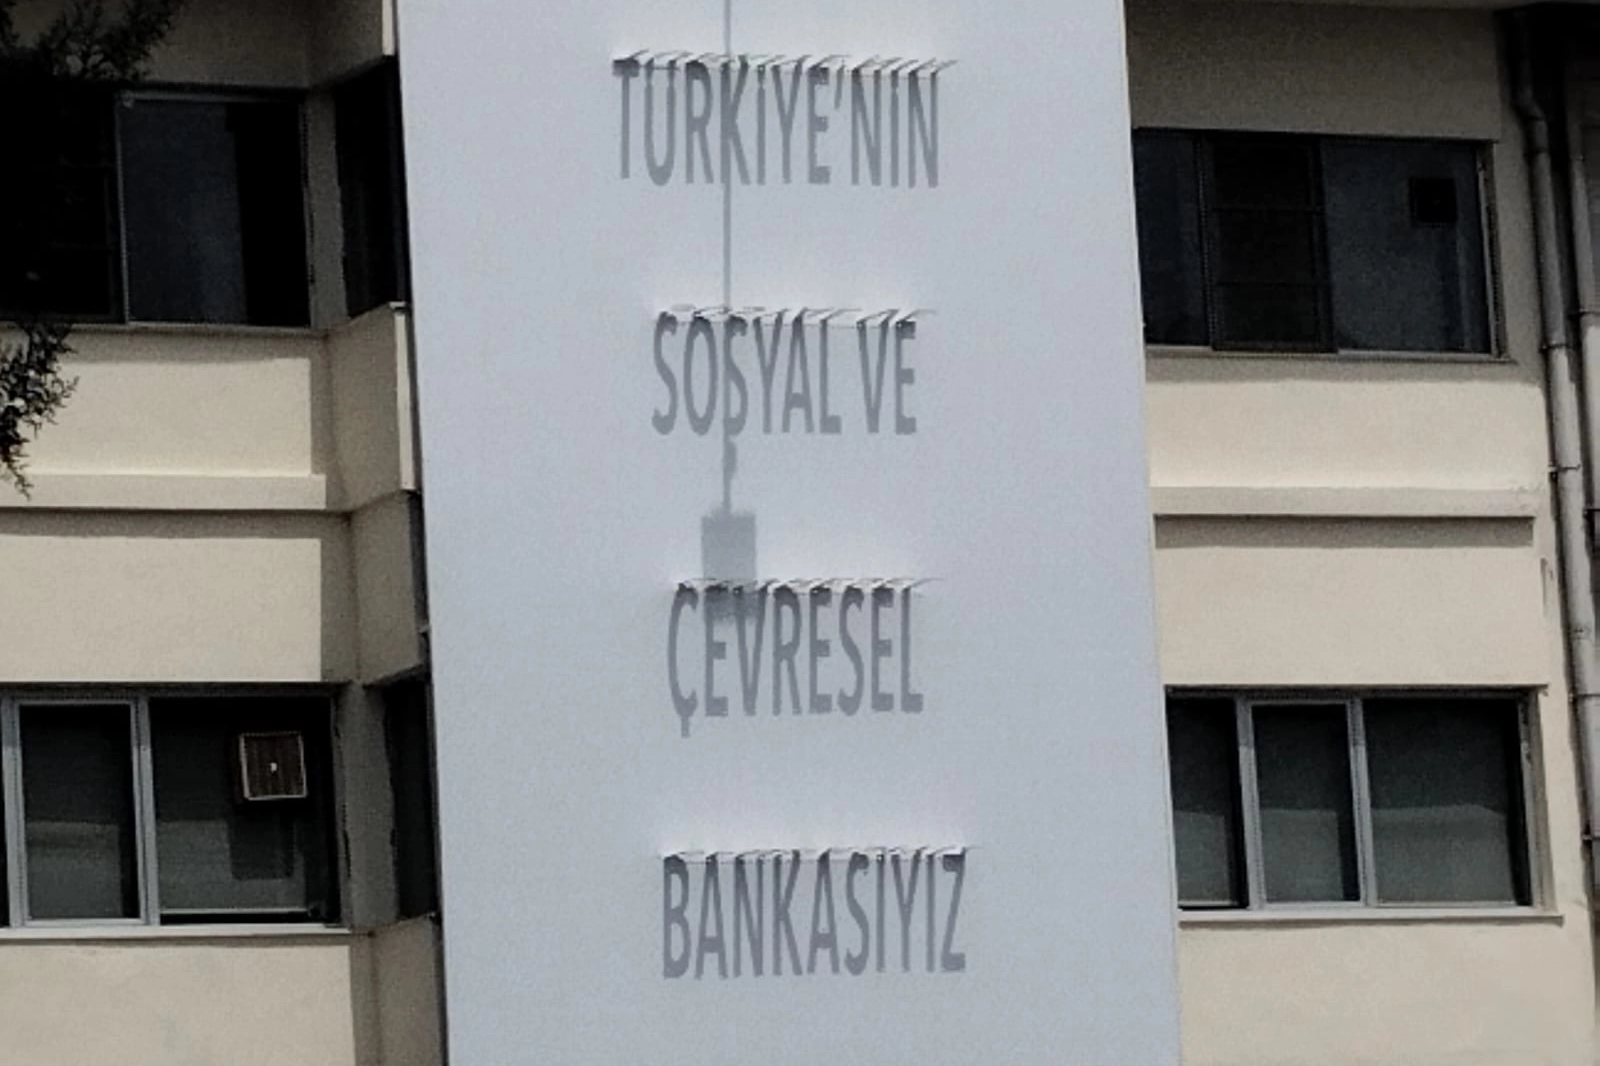 TÜRKİYE'NİN
SOSYAL VE
ÇEVRESEL
BANKASIYIZ